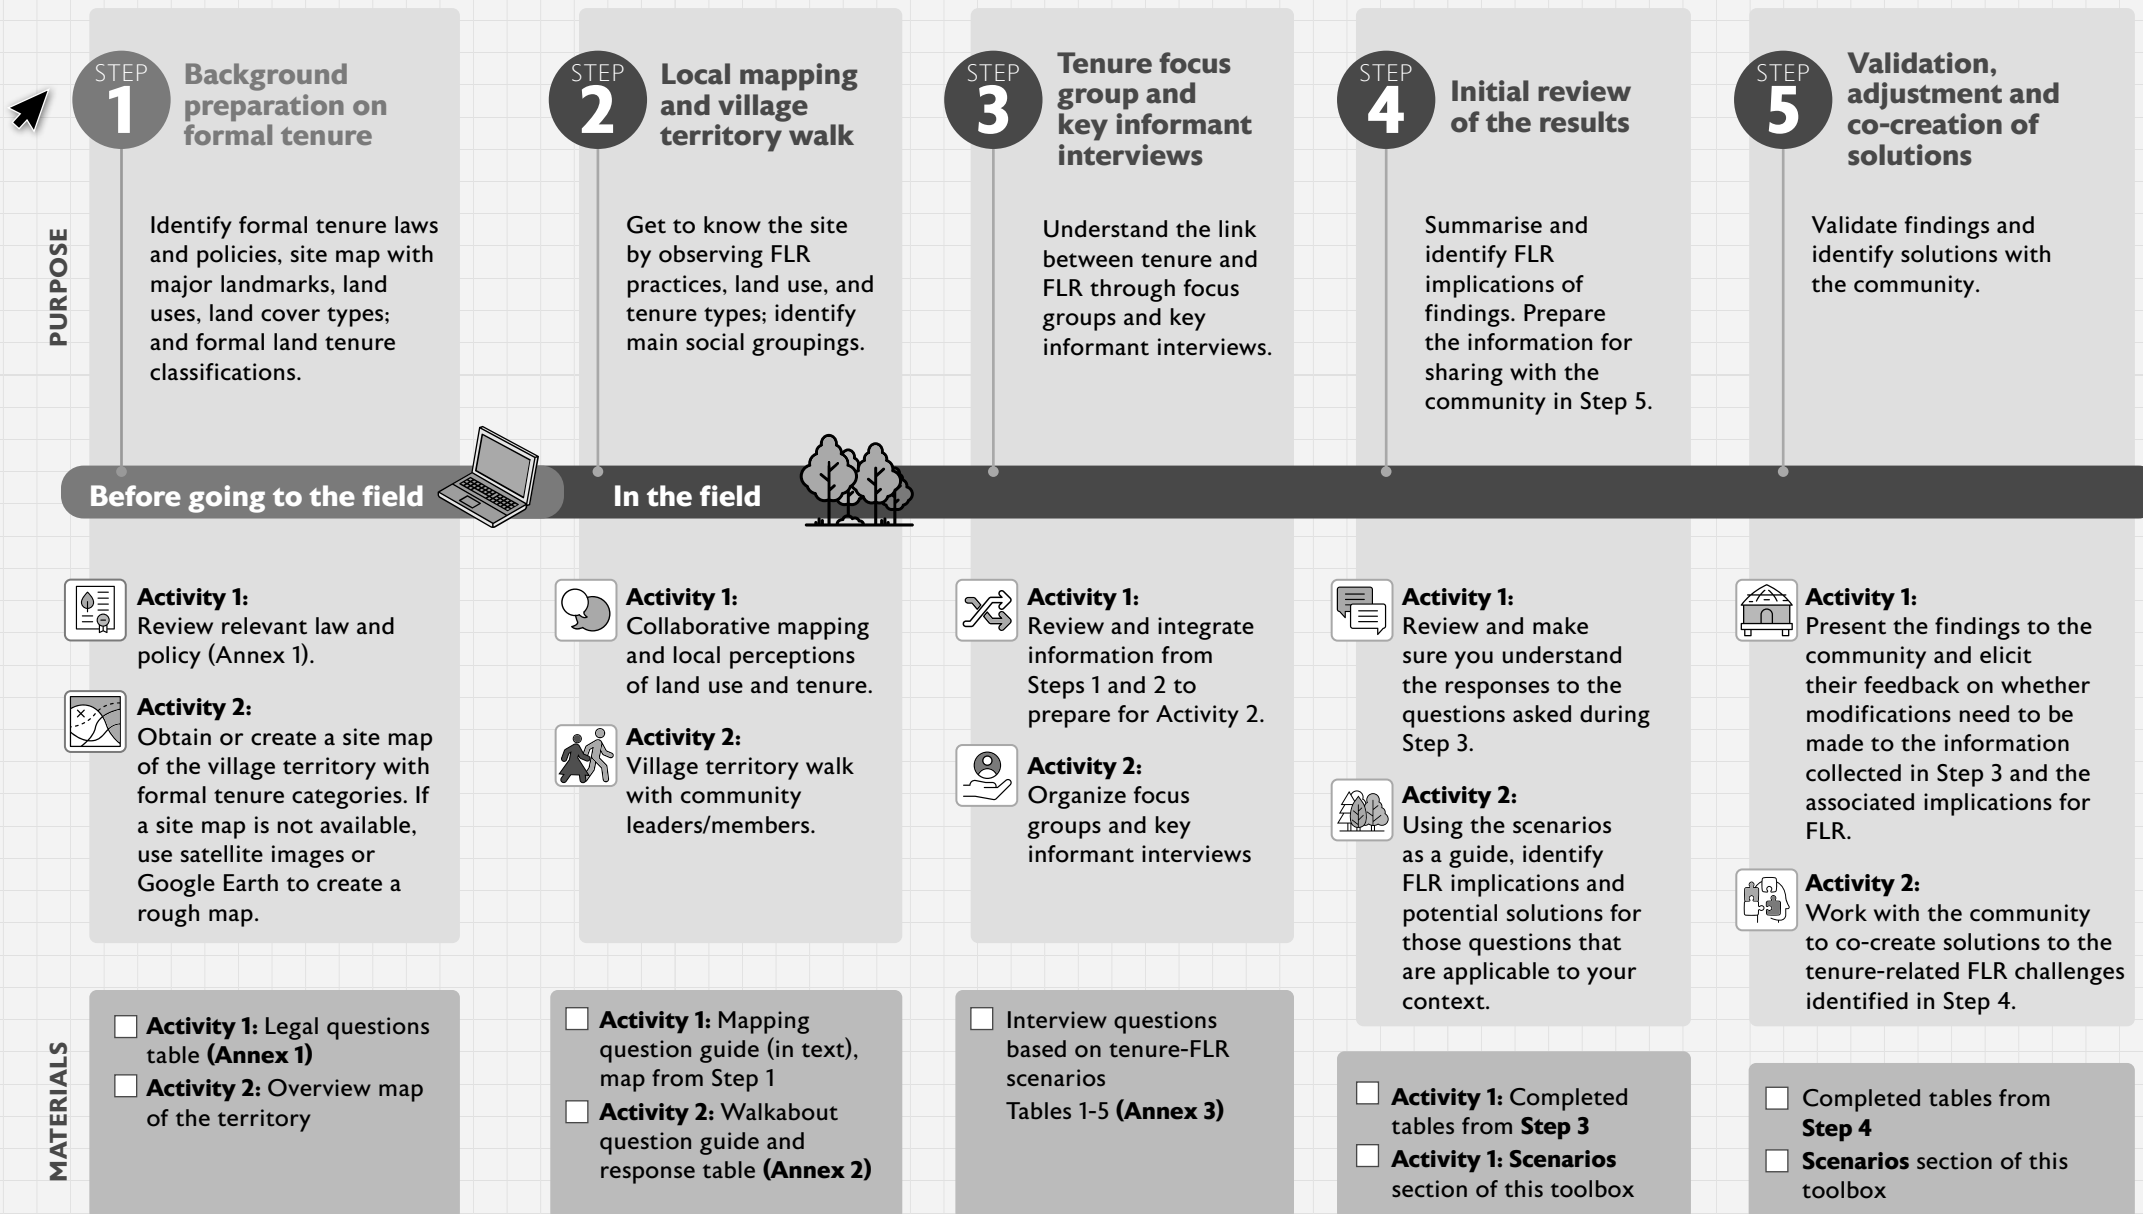 STEP
1
Background
preparation on
formal tenure
STEP
2
Local mapping
and village
territory walk
STEP
3
Tenure focus
group and
key informant
interviews
STEP
4
Initial review
of the results
STEP
5
Validation,
adjustment and
co-creation of
solutions
PURPOSE
Identify formal tenure laws
and policies, site map with
major landmarks, land
uses, land cover types;
and formal land tenure
classifications.
Get to know the site
by observing FLR
practices, land use, and
tenure types; identify
main social groupings.
Understand the link
between tenure and
FLR through focus
groups and key
informant interviews.
Summarise and
identify FLR
implications of
findings. Prepare
the information for
sharing with the
community in Step 5.
Validate findings and
identify solutions with
the community.
Before going to the field
In the field
Activity 1:
Review relevant law and
policy (Annex 1).
Activity 2:
Obtain or create a site map
of the village territory with
formal tenure categories. If
a site map is not available,
use satellite images or
Google Earth to create a
rough map.
Activity 1:
Collaborative mapping
and local perceptions
of land use and tenure.
Activity 2:
Village territory walk
with community
leaders/members.
Activity 1:
Review and integrate
information from
Steps 1 and 2 to
prepare for Activity 2.
Activity 2:
Organize focus
groups and key
informant interviews
Activity 1:
Review and make
sure you understand
the responses to the
questions asked during
Step 3.
Activity 2:
Using the scenarios
as a guide, identify
FLR implications and
potential solutions for
those questions that
are applicable to your
context.
Activity 1:
Present the findings to the
community and elicit
their feedback on whether
modifications need to be
made to the information
collected in Step 3 and the
associated implications for
FLR.
Activity 2:
Work with the community
to co-create solutions to the
tenure-related FLR challenges
identified in Step 4.
MATERIALS
Activity 1: Legal questions
table (Annex 1)
Activity 2: Overview map
of the territory
Activity 1: Mapping
question guide (in text),
map from Step 1
Activity 2: Walkabout
question guide and
response table (Annex 2)
Interview questions
based on tenure-FLR
scenarios
Tables 1-5 (Annex 3)
Activity 1: Completed
tables from Step 3
Activity 1: Scenarios
section of this toolbox
Completed tables from
Step 4
Scenarios section of this
toolbox